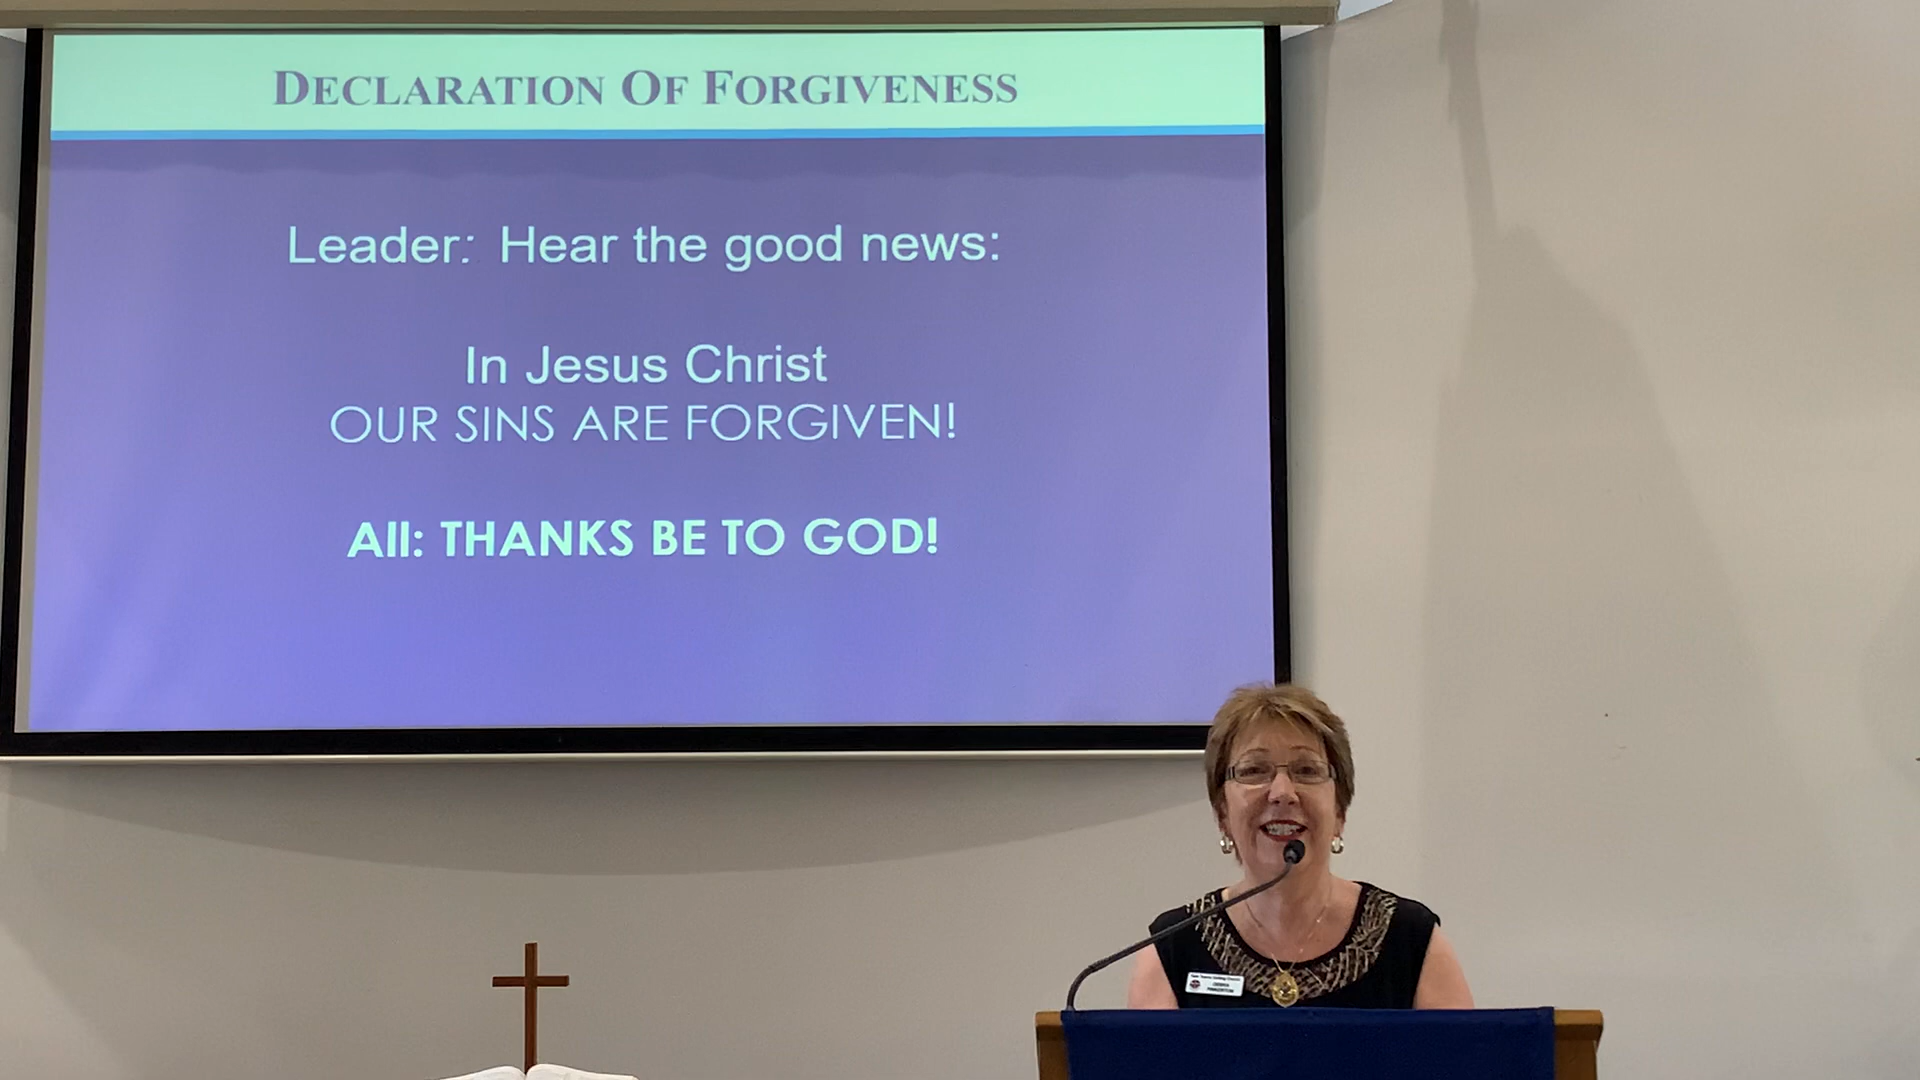 DECLARATION OF FORGIVENESS
Leader: Hear the good news:
In Jesus Christ
OUR SINS ARE FORGIVEN!
All: THANKS BE TO GOD!